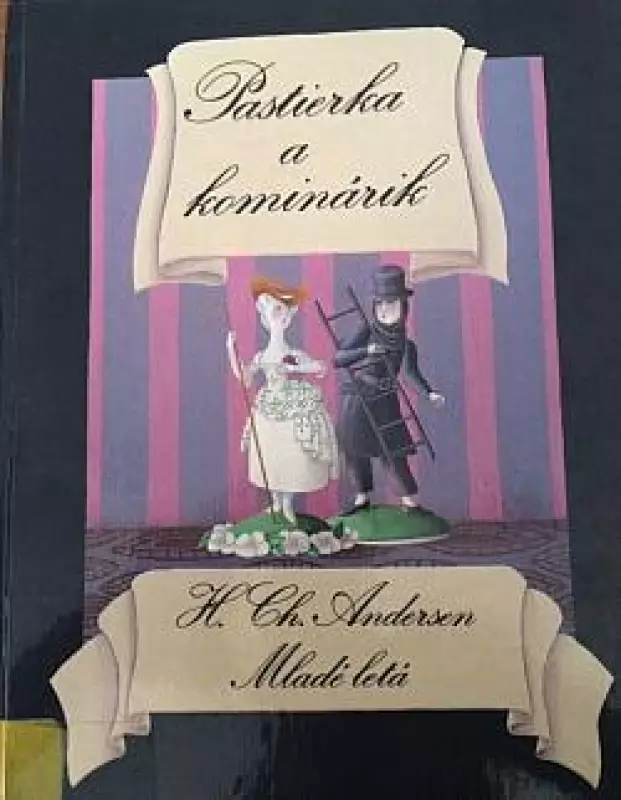 Pastierka
a
kominárik
H. Ch. Andersen
Mladé letá